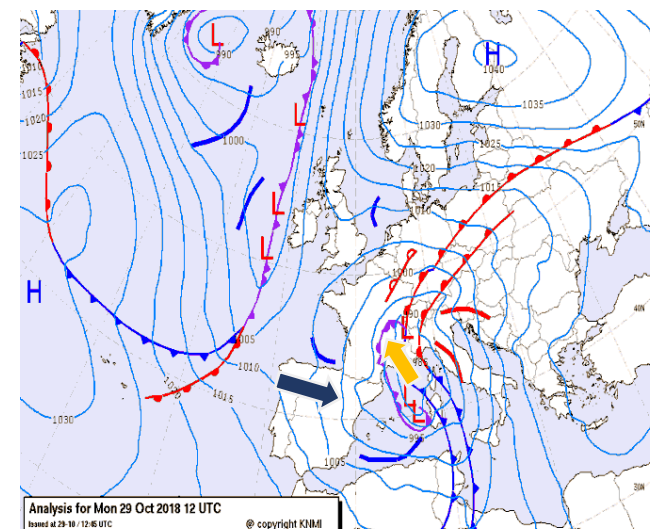 L
990
990
995
H
1040
1035
1010
1015
1020
1025
L
1000
1030
1025
1020
1015
1010
50N
L
L
H
1000
990
L
985
1005
1010
1015
1030
L
L
995
1005
40N
30N
Analysis for Mon 29 Oct 2018 12 UTC
Issued at 29-10 / 12:45 UTC
@ copyright KNMI